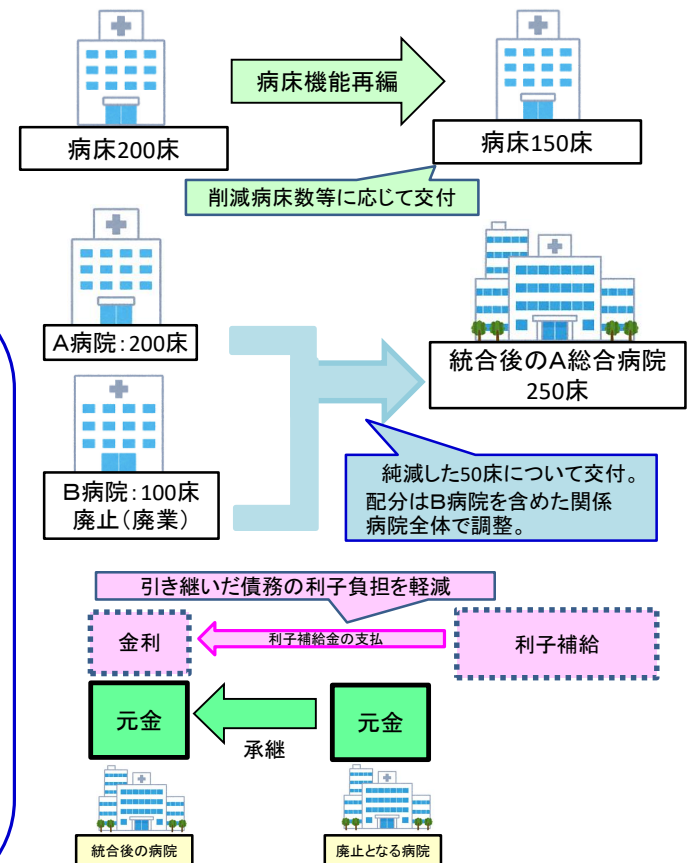 病床機能再編
病床200床
病床150床
削減病床数等に応じて交付
A病院:200床
統合後のA総合病院
250床
B病院:100床
廃止(廃業)
純減した50床について交付。
配分はB病院を含めた関係
病院全体で調整。
引き継いだ債務の利子負担を軽減
金利
利子補給金の支払
利子補給
元金
承継
元金
統合後の病院
廃止となる病院